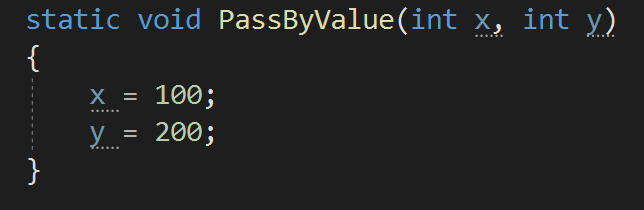 static void PassByValue(int x, int y)
{
    x = 100;
    y = 200;
}